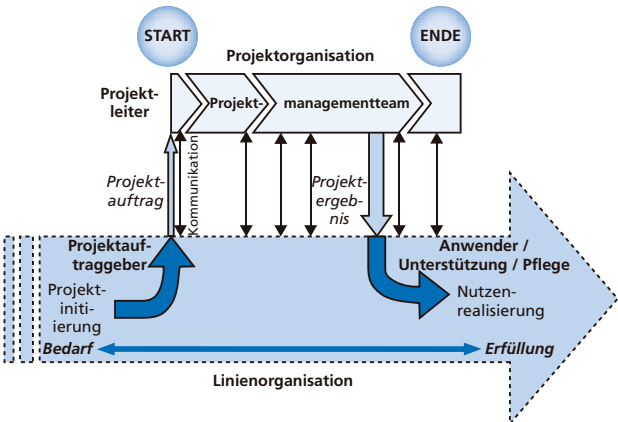 START
ENDE
Projektorganisation
Projekt-
leiter
Projekt-
managementteam
Kommunikation
Projekt-
auftrag
Projekt-
ergeb-
nis
Projektauf-
traggeber
Anwender /
Unterstützung / Pflege
Projekt-
initi-
ierung
Nutzen-
realisierung
Bedarf
Erfüllung
Linienorganisation